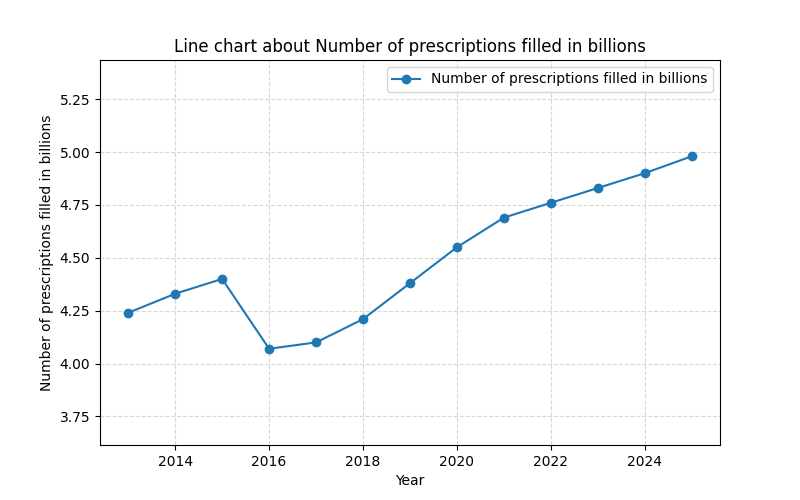 Line chart about Number of prescriptions filled in billions
Number of prescriptions filled in billions
Number of prescriptions filled in billions
5.25
5.00
4.75
4.50
4.25
4.00
3.75
2014 2016 2018 2020 2022 2024
Year